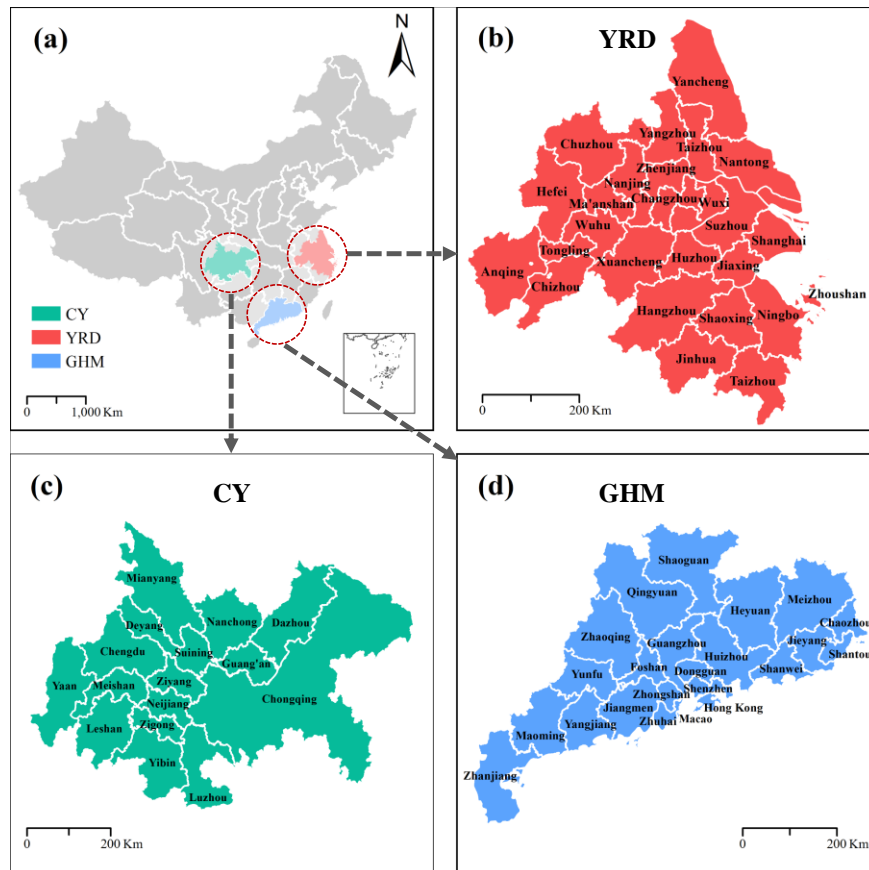 (a)
N
CY
YRD
GHM
1,000 Km
(b)
YRD
Yancheng
Yangzhou
Chuzhou
Taizhou
Nantong
Zhenjiang
Nanjing
Hefei
Ma'anshan
Changzhou
Wuxi
Wuhu
Suzhou
Shanghai
Tongling
Xuancheng
Huzhou
Jiaxing
Anqing
Chizhou
Zhoushan
Hangzhou
Shaoxing
Ningbo
Jinhua
Taizhou
0
200 Km
(c)
CY
Mianyang
Nanchong
Dazhou
Deyang
Chengdu
Suining
Guang'an
Yaan
Meishan
Ziyang
Chongqing
Neijiang
Leshan
Zigong
Yibin
Luzhou
0
200 Km
(d)
GHM
Shaoguan
Qingyuan
Heyuan
Meizhou
Chaozhou
Zhaoqing
Guangzhou
Jieyang
Huizhou
Shantou
Foshan
Dongguan
Shanwei
Yunfu
Shenzhen
Zhongshan
Hong Kong
Jiangmen
Macao
Yangjiang
Zhuhai
Maoming
Zhanjiang
0
200 Km